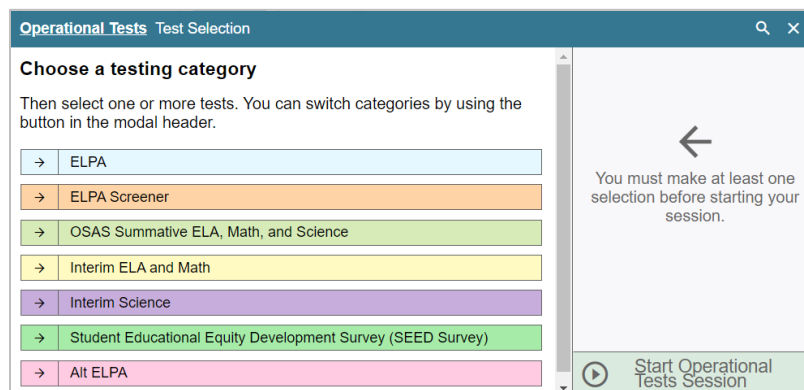 Operational Tests Test Selection
Choose a testing category
Then select one or more tests. You can switch categories by using the
button in the modal header.
ELPA
ELPA Screener
OSAS Summative ELA, Math, and Science
Interim ELA and Math
Interim Science
Student Educational Equity Development Survey (SEED Survey)
Alt ELPA
You must make at least one
selection before starting your
session.
Start Operational
Tests Session